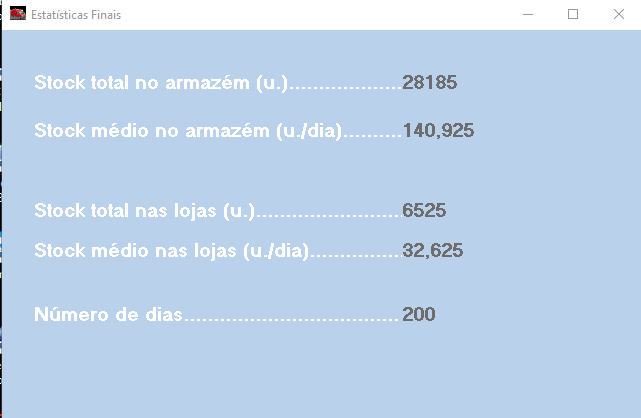 Estatísticas Finais
Stock total no armazém (u.)...................28185
Stock médio no armazém (u./dia)..........140,925
Stock total nas lojas (u.)........................6525
Stock médio nas lojas (u./dia)...............32,625
Número de dias....................................200